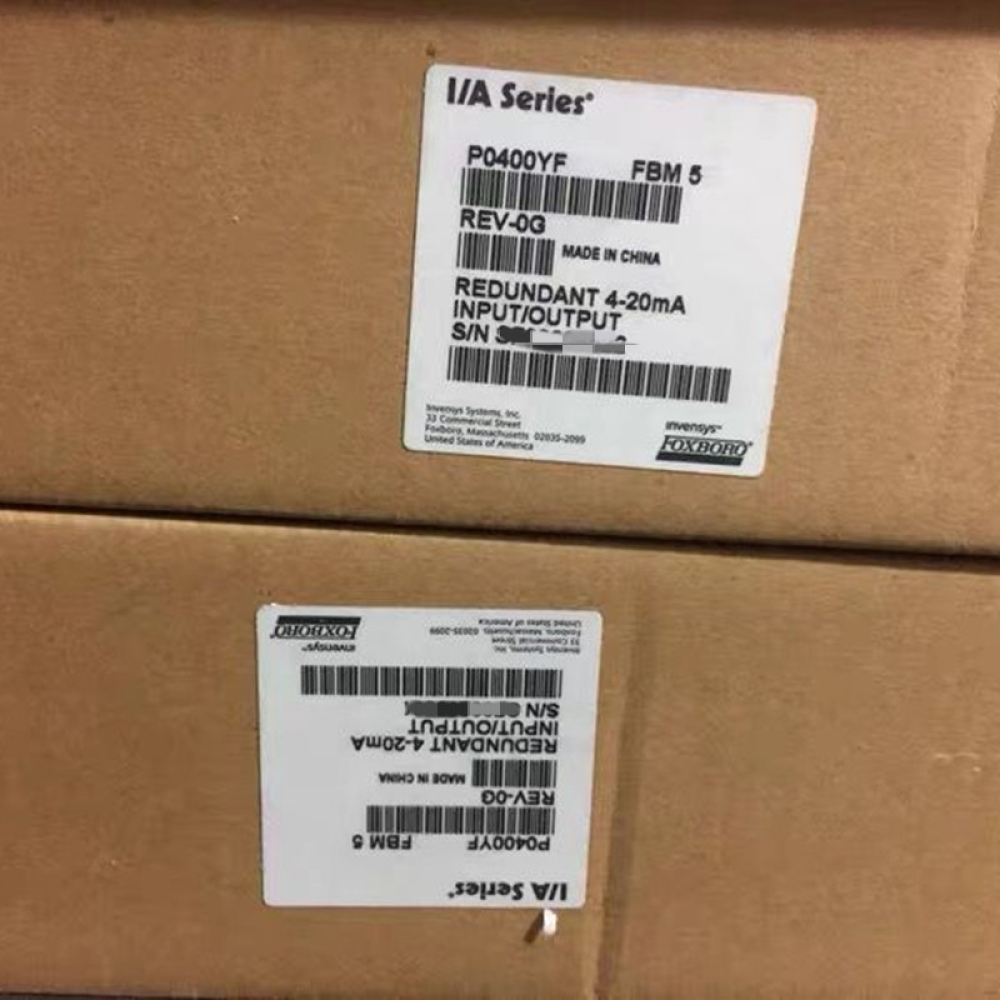 I/A Series®
P0400YF FBM 5
REV-0G
MADE IN CHINA
REDUNDANT 4-20mA
INPUT/OUTPUT
S/N
Invensys Systems, Inc.
33 Commercial Street
Foxboro, Massachusetts 02035-2099
United States of America
invensys™
FOXBORO®
I/A Series®
P0400YF FBM 5
REV-0G
MADE IN CHINA
REDUNDANT 4-20mA
INPUT/OUTPUT
S/N
Invensys Systems, Inc.
33 Commercial Street
Foxboro, Massachusetts 02035-2099
United States of America
invensys™
FOXBORO®